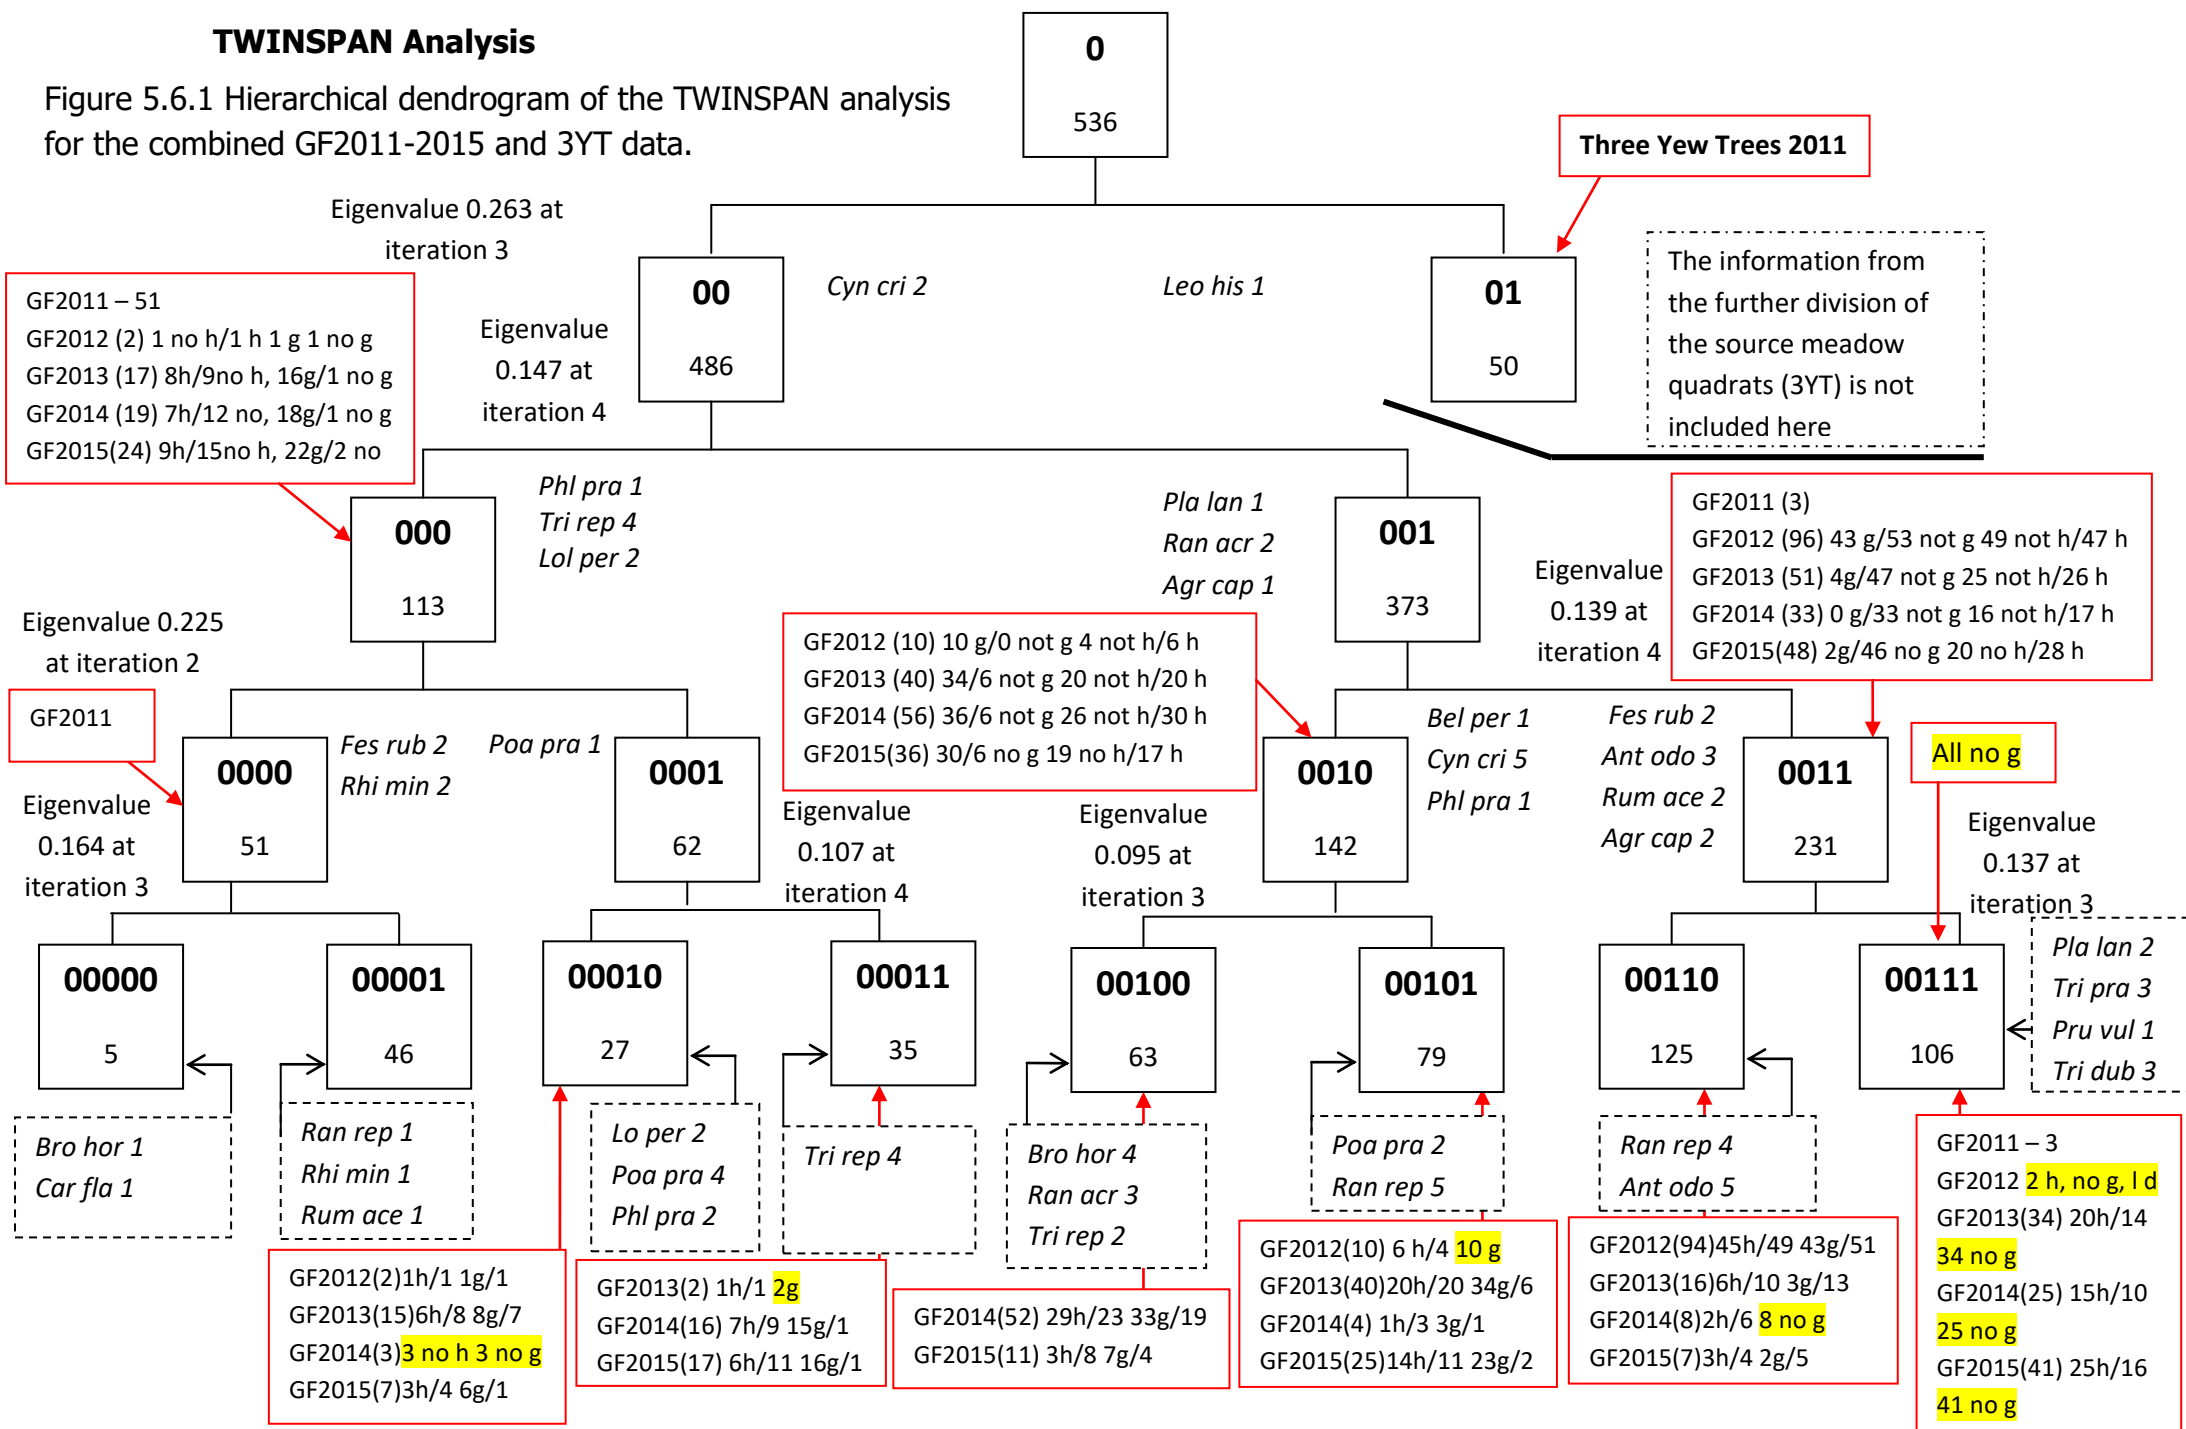 TWINSPAN Analysis
Figure 5.6.1 Hierarchical dendrogram of the TWINSPAN analysis
for the combined GF2011-2015 and 3YT data.
0
536
Three Yew Trees 2011
Eigenvalue 0.263 at
iteration 3
00
486
Cyn cri 2
Leo his 1
01
50
The information from
the further division of
the source meadow
quadrats (3YT) is not
included here
GF2011 – 51
GF2012 (2) 1 no h/1 h 1 g 1 no g
GF2013 (17) 8h/9no h, 16g/1 no g
GF2014 (19) 7h/12 no, 18g/1 no g
GF2015(24) 9h/15no h, 22g/2 no
Eigenvalue
0.147 at
iteration 4
000
113
Phl pra 1
Tri rep 4
Lol per 2
Pla lan 1
Ran acr 2
Agr cap 1
001
373
Eigenvalue
0.139 at
iteration 4
GF2011 (3)
GF2012 (96) 43 g/53 not g 49 not h/47 h
GF2013 (51) 4g/47 not g 25 not h/26 h
GF2014 (33) 0 g/33 not g 16 not h/17 h
GF2015(48) 2g/46 no g 20 no h/28 h
Eigenvalue 0.225
at iteration 2
GF2012 (10) 10 g/0 not g 4 not h/6 h
GF2013 (40) 34/6 not g 20 not h/20 h
GF2014 (56) 36/6 not g 26 not h/30 h
GF2015(36) 30/6 no g 19 no h/17 h
GF2011
0000
51
Fes rub 2
Rhi min 2
Poa pra 1
0001
62
0010
142
Bel per 1
Cyn cri 5
Phl pra 1
Fes rub 2
Ant odo 3
Rum ace 2
Agr cap 2
0011
231
All no g
Eigenvalue
0.164 at
iteration 3
Eigenvalue
0.107 at
iteration 4
Eigenvalue
0.095 at
iteration 3
Eigenvalue
0.137 at
iteration 3
00000
5
00001
46
00010
27
00011
35
00100
63
00101
79
00110
125
00111
106
Pla lan 2
Tri pra 3
Pru vul 1
Tri dub 3
Bro hor 1
Car fla 1
Ran rep 1
Rhi min 1
Rum ace 1
Lo per 2
Poa pra 4
Phl pra 2
Tri rep 4
Bro hor 4
Ran acr 3
Tri rep 2
Poa pra 2
Ran rep 5
Ran rep 4
Ant odo 5
GF2012(2)1h/1 1g/1
GF2013(15)6h/8 8g/7
GF2014(3)3 no h 3 no g
GF2015(7)3h/4 6g/1
GF2013(2) 1h/1 2g
GF2014(16) 7h/9 15g/1
GF2015(17) 6h/11 16g/1
GF2014(52) 29h/23 33g/19
GF2015(11) 3h/8 7g/4
GF2012(10) 6 h/4 10 g
GF2013(40)20h/20 34g/6
GF2014(4) 1h/3 3g/1
GF2015(25)14h/11 23g/2
GF2012(94)45h/49 43g/51
GF2013(16)6h/10 3g/13
GF2014(8)2h/6 8 no g
GF2015(7)3h/4 2g/5
GF2011 – 3
GF2012 2 h, no g, l d
GF2013(34) 20h/14
34 no g
GF2014(25) 15h/10
25 no g
GF2015(41) 25h/16
41 no g